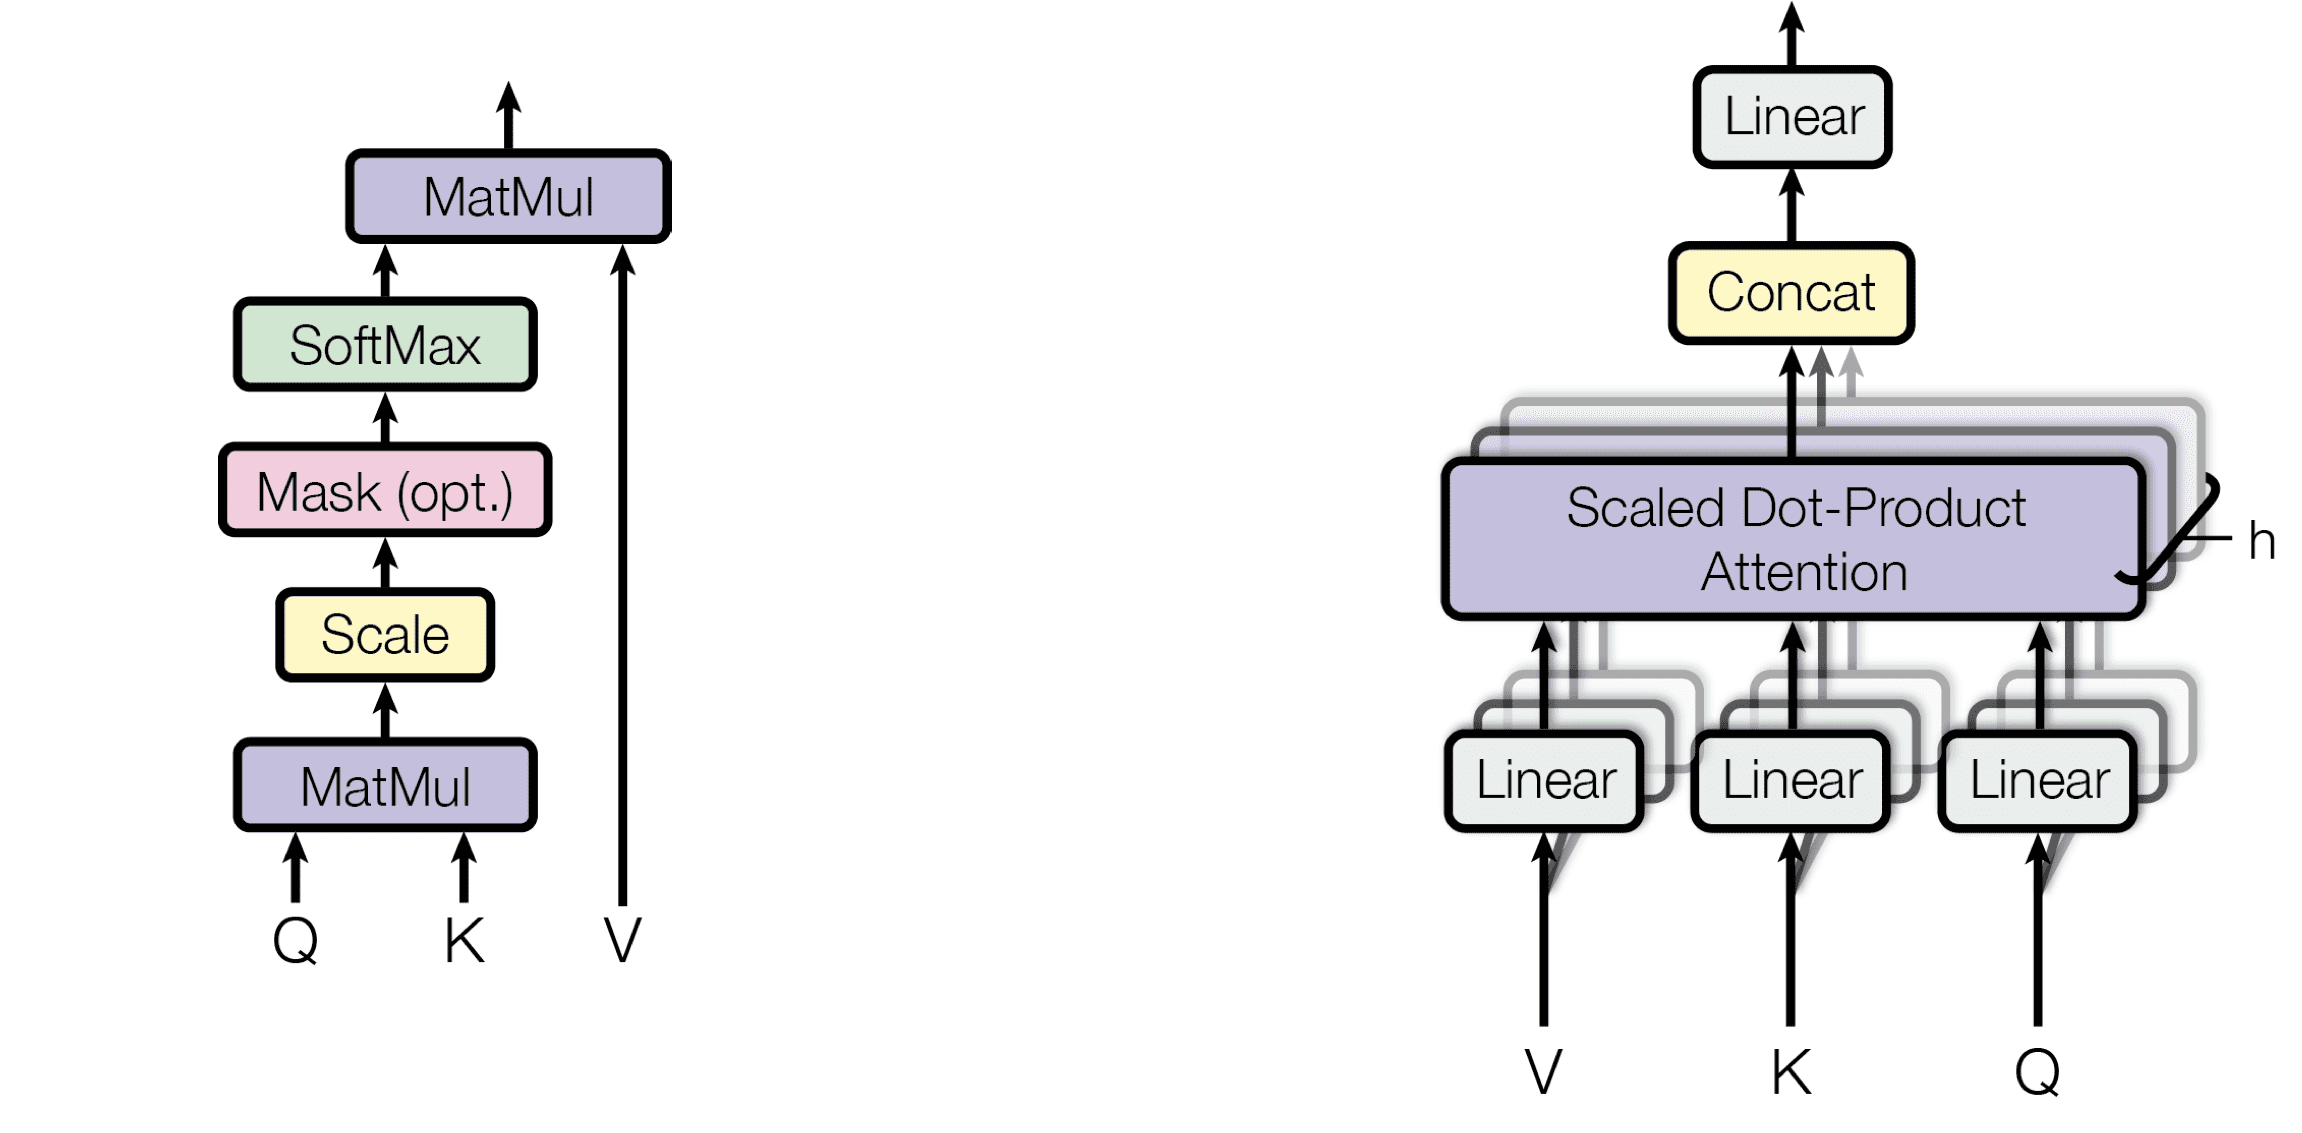 MatMul
SoftMax
Mask (opt.)
Scale
MatMul
Q K V
Linear
Concat
Scaled Dot-Product
Attention
h
Linear Linear Linear
V K Q